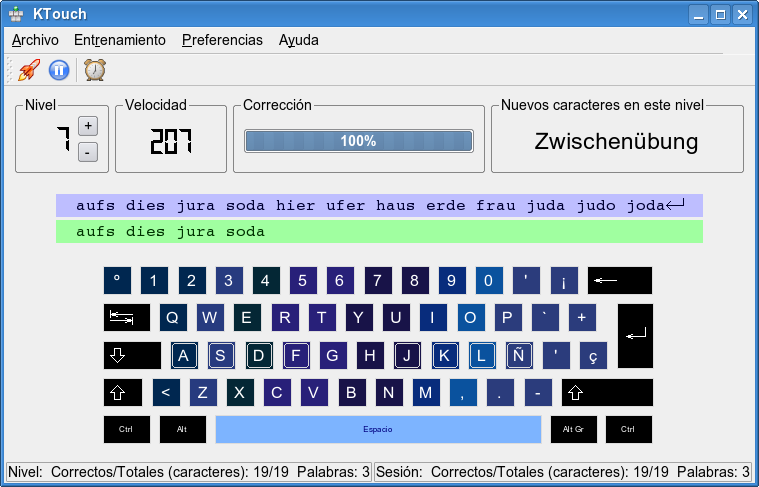 KTouch
Archivo Entrenamiento Preferencias Ayuda
Nivel Velocidad Corrección Nuevos caracteres en este nivel
7 + - 207 100% Zwischenübung
aufs dies jura soda hier ufer haus erde frau juda judo joda
aufs dies jura soda
º 1 2 3 4 5 6 7 8 9 0 ' ¡
Q W E R T Y U I O P ` +
A S D F G H J K L Ñ ' ç
< Z X C V B N M , . -
Ctrl Alt Espacio Alt Gr Ctrl
Nivel: Correctos/Totales (caracteres): 19/19 Palabras: 3 Sesión: Correctos/Totales (caracteres): 19/19 Palabras: 3